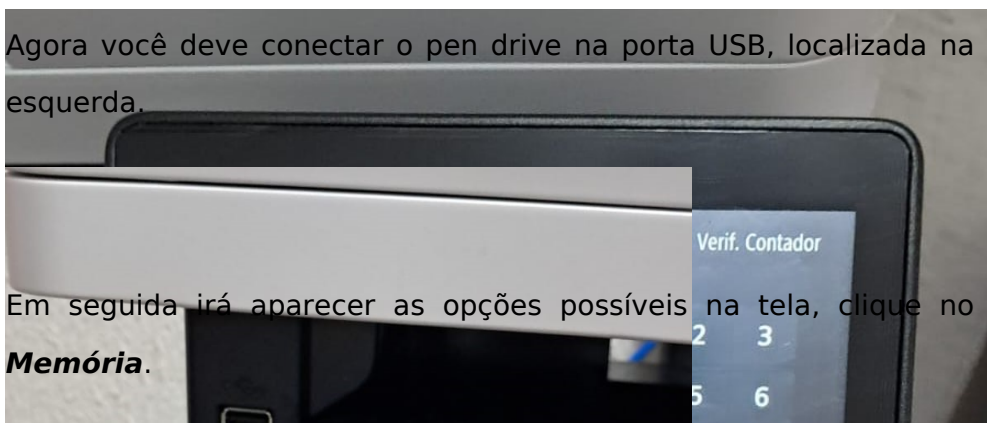 Agora você deve conectar o pen drive na porta USB, localizada na
esquerda.
Verif. Contador
Em seguida irá aparecer as opções possíveis na tela, clique no
2 3
Memória.
5 6